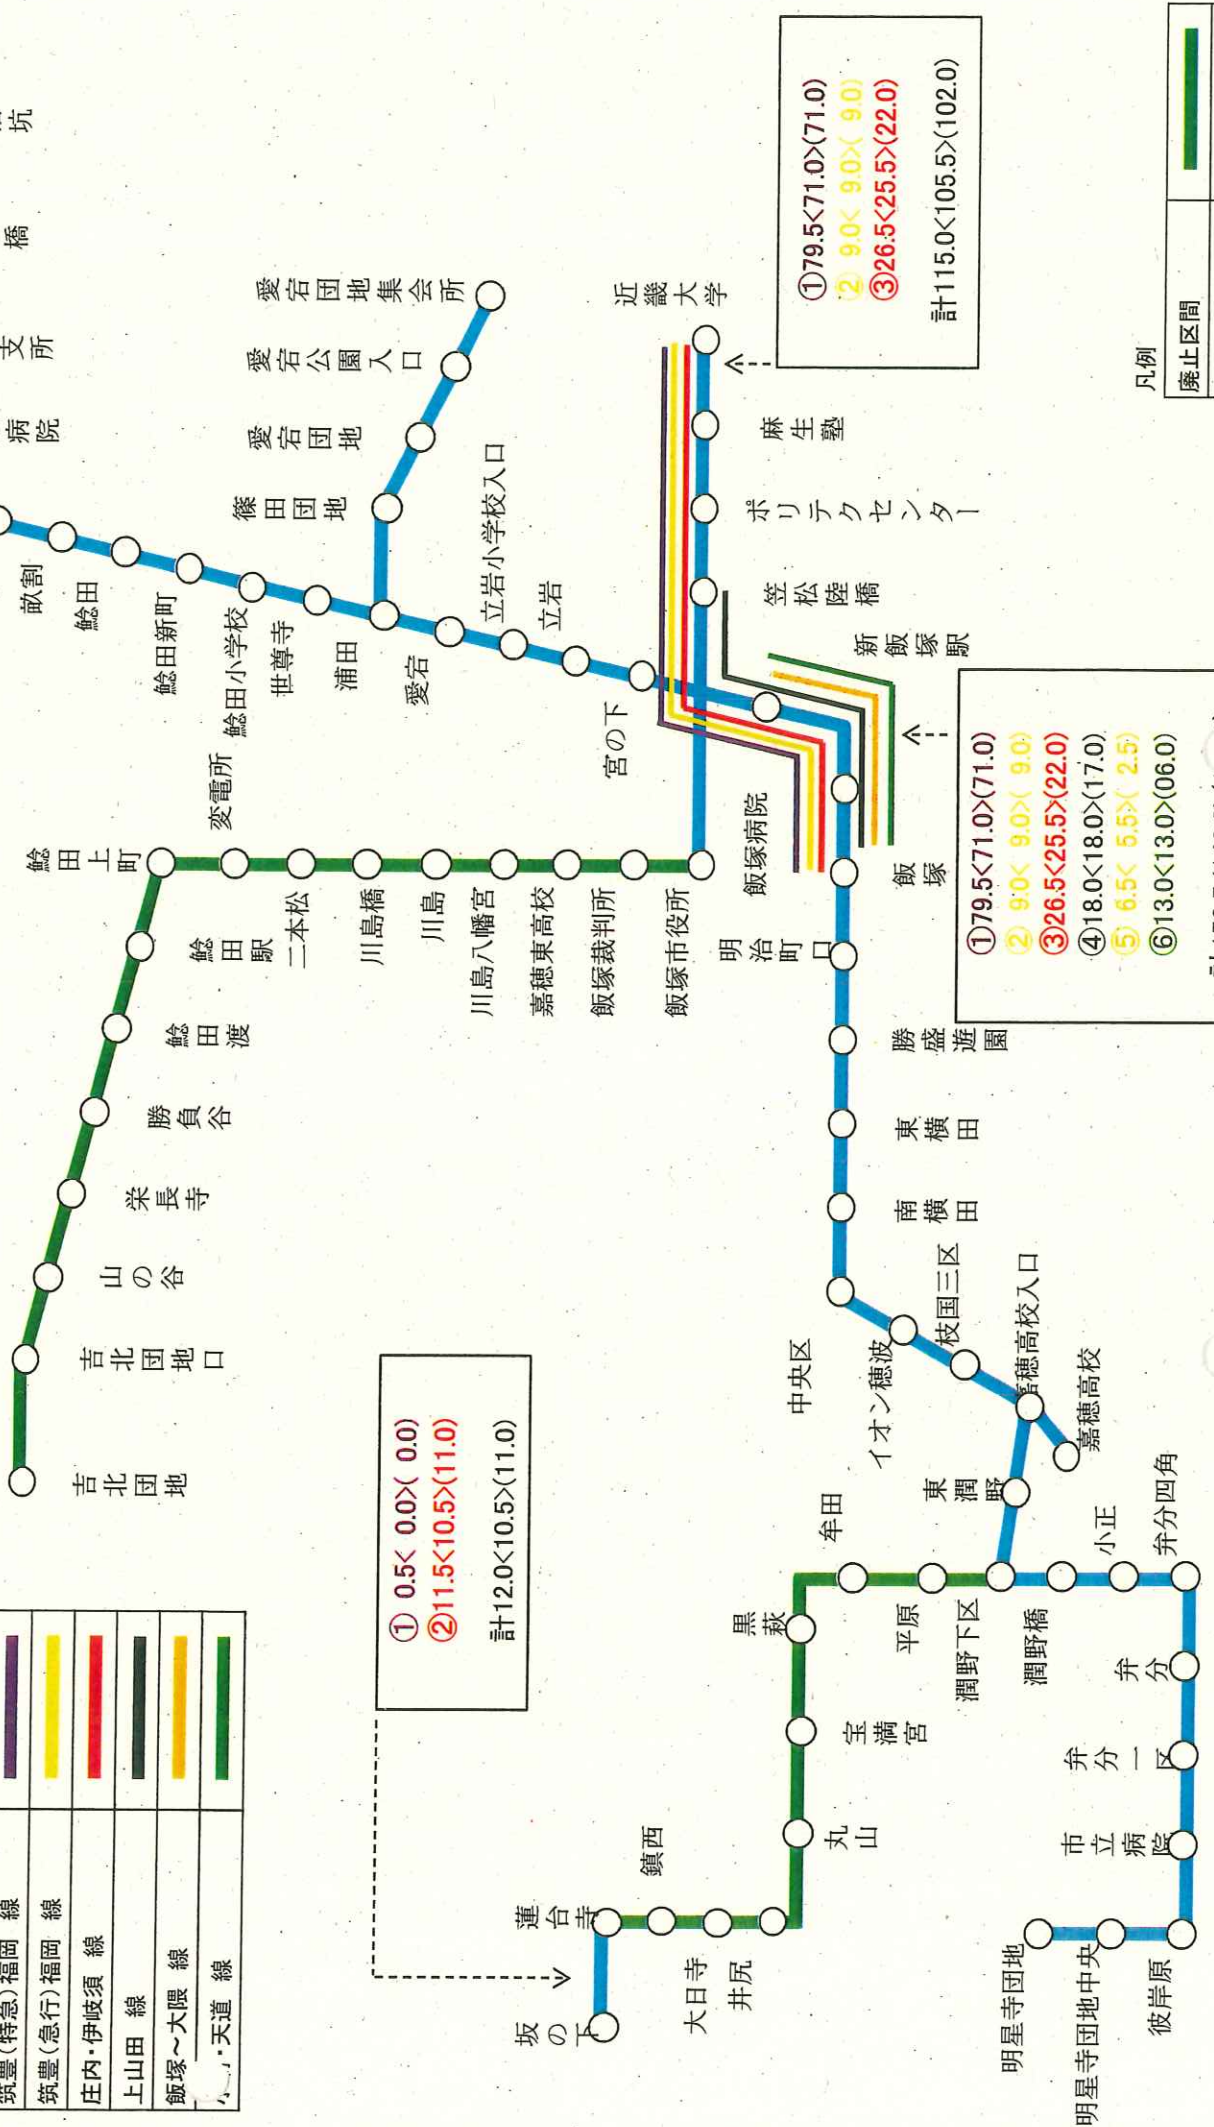 坑
橋
支所
病院
畝割
鯰田
鯰田新町
鯰田小学校
世尊寺
浦田
愛宕
立岩小学校入口
立岩
宮の下
篠田団地
愛宕団地
愛宕公園入口
愛宕団地集会所
近畿大学
麻生塾
ポリテクセンター
笠松陸橋
新飯塚駅
①79.5<71.0>(71.0)
② 9.0< 9.0>( 9.0)
③26.5<25.5>(22.0)
計115.0<105.5>(102.0)
凡例
廃止区間
吉北団地
吉北団地口
山の谷
栄長寺
勝負谷
鯰田渡
鯰田駅
鯰田上町
変電所
二本松
川島橋
川島
川島八幡宮
嘉穂東高校
飯塚裁判所
飯塚市役所
飯塚病院
飯塚
明治町口
勝盛遊園
東横田
南横田
中央区
イオン穂波
枝国三区
嘉穂高校入口
嘉穂高校
東潤野
①79.5<71.0>(71.0)
② 9.0< 9.0>( 9.0)
③26.5<25.5>(22.0)
④18.0<18.0>(17.0)
⑤ 6.5< 5.5>( 2.5)
⑥13.0<13.0>(06.0)
① 0.5< 0.0>( 0.0)
②11.5<10.5>(11.0)
計12.0<10.5>(11.0)
筑豊(特急)福岡 線
筑豊(急行)福岡 線
庄内・伊岐須 線
上山田 線
飯塚～大隈 線
・天道 線
坂の下
蓮台寺
鎮西
大日寺
井尻
丸山
宝満宮
黒萩
牟田
平原
潤野下区
潤野橋
小正
弁分四角
弁分
弁分一区
市立病院
彼岸原
明星寺団地中央
明星寺団地